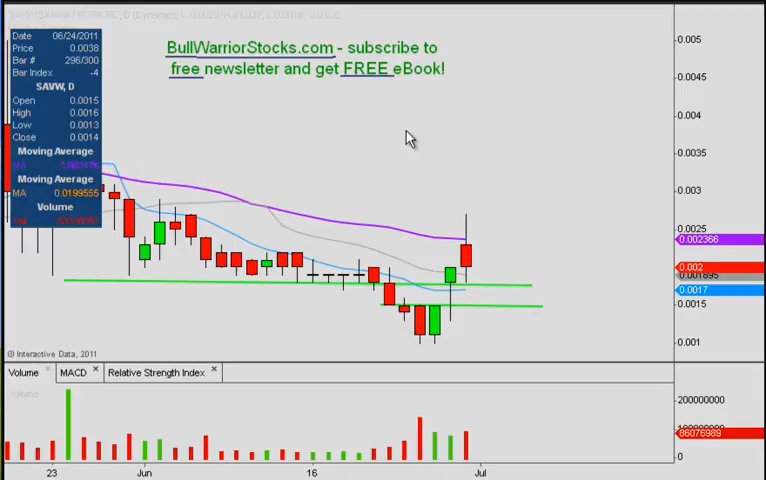 Date 06/24/2011
Price 0.0038
Bar # 296/300
Bar Index -4
SAVW, D
Open 0.0015
High 0.0016
Low 0.0013
Close 0.0014
Moving Average
MA
Moving Average
MA 0.0199555
Volume
Vol
BullWarriorStocks.com - subscribe to
free newsletter and get FREE eBook!
0.005
0.0045
0.004
0.0035
0.003
0.0025
0.002366
0.002
0.001895
0.0017
0.0015
0.001
© Interactive Data, 2011
Volume x MACD x Relative Strength Index x
Volume
200000000
86076989
0
23 Jun 16 Jul